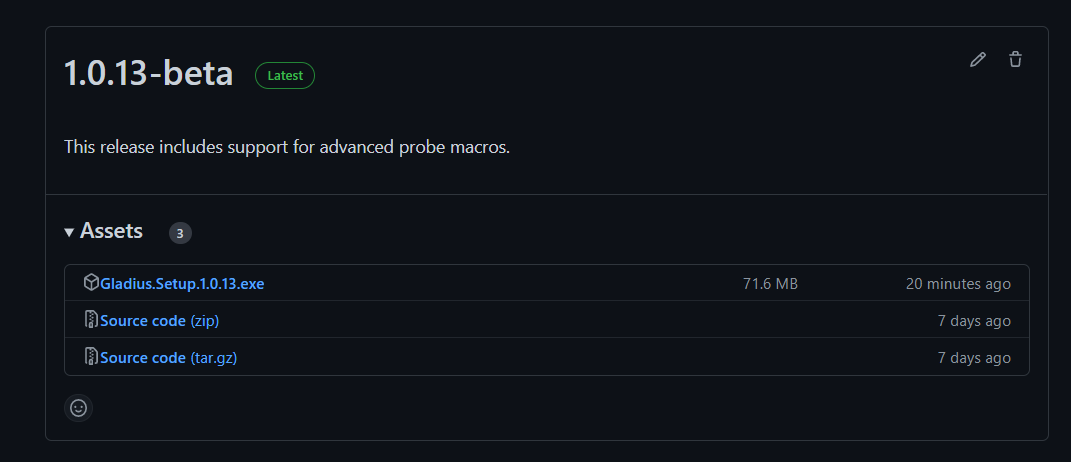 1.0.13-beta Latest
This release includes support for advanced probe macros.
Assets 3
Gladius.Setup.1.0.13.exe 71.6 MB 20 minutes ago
Source code (zip) 7 days ago
Source code (tar.gz) 7 days ago